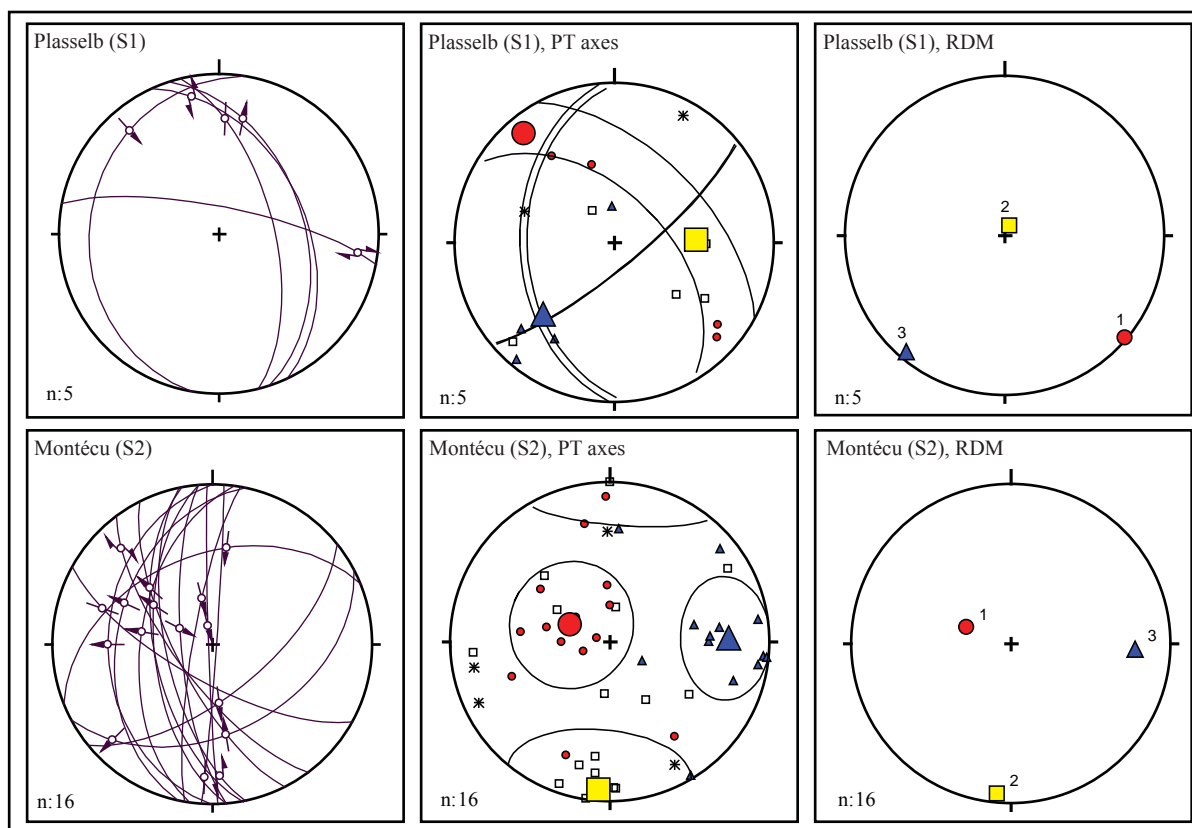 Plasselb (S1)
n:5
Plasselb (S1), PT axes
n:5
Plasselb (S1), RDM
2
1
3
n:5
Montécu (S2)
n:16
Montécu (S2), PT axes
n:16
Montécu (S2), RDM
1
3
2
n:16